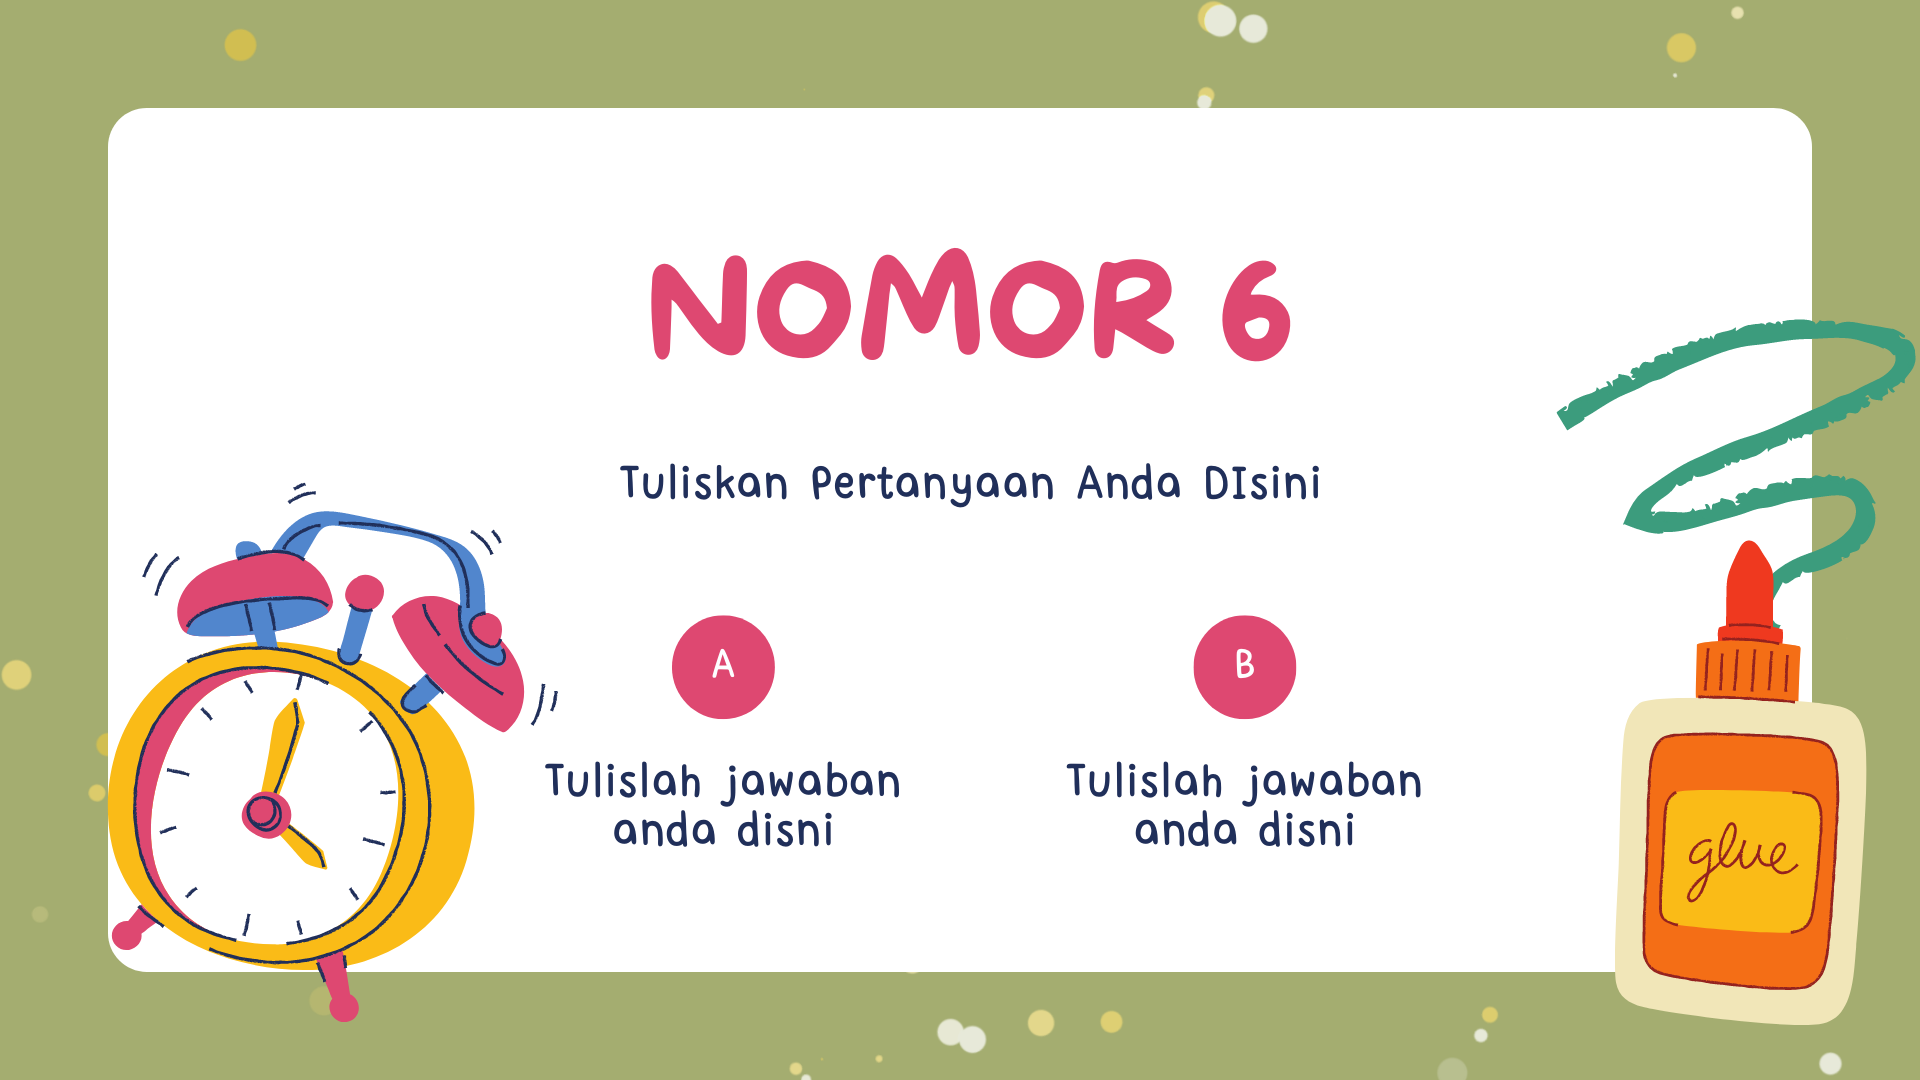 NOMOR 6
Tuliskan Pertanyaan Anda DIsini
A
B
Tulislah jawaban
anda disni
Tulislah jawaban
anda disni
glue